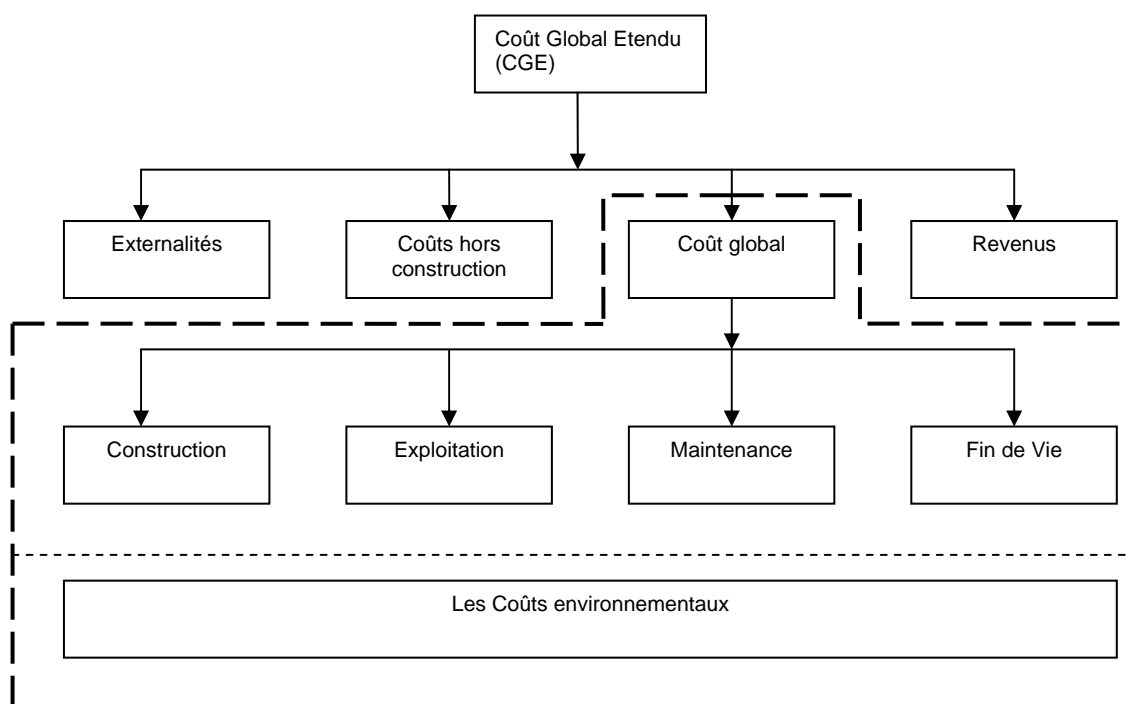 Coût Global Etendu
(CGE)
Externalités
Coûts hors
construction
Coût global
Revenus
Construction
Exploitation
Maintenance
Fin de Vie
Les Coûts environnementaux